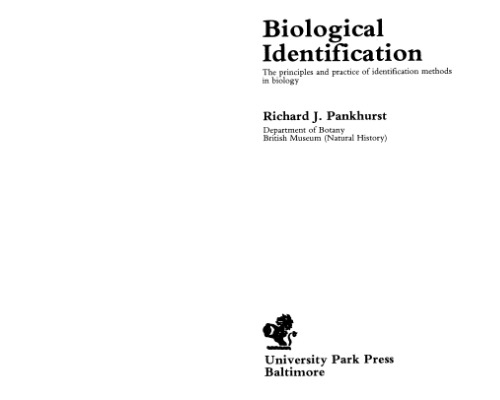 Biological
Identification
The principles and practice of identification methods
in biology
Richard J. Pankhurst
Department of Botany
British Museum (Natural History)
University Park Press
Baltimore